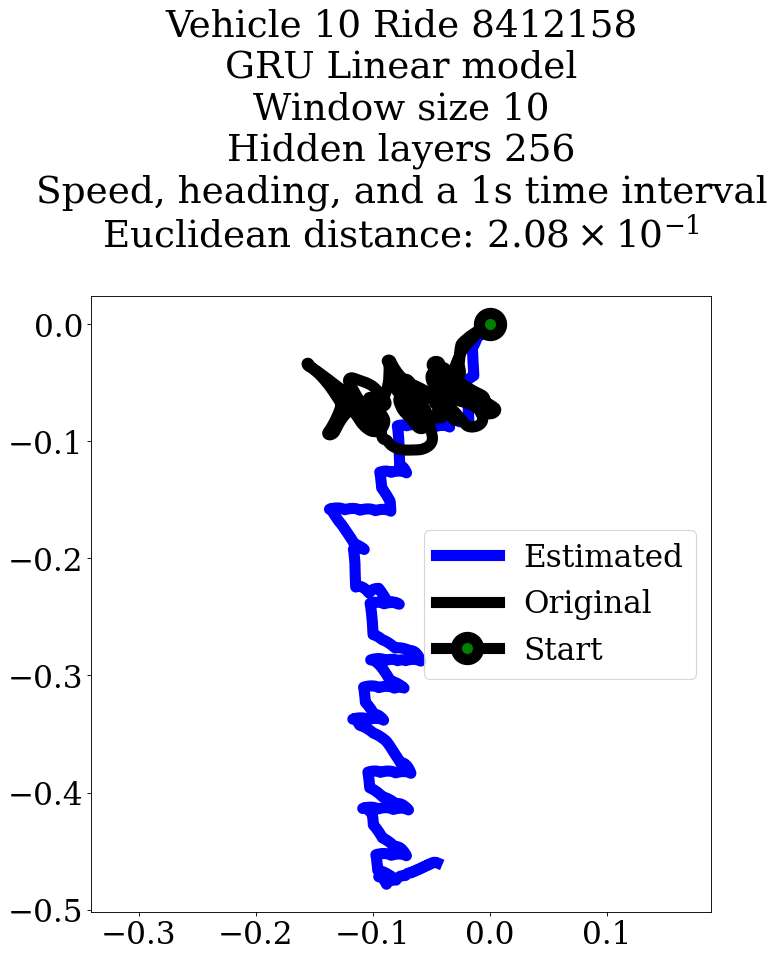 Vehicle 10 Ride 8412158
GRU Linear model
Window size 10
Hidden layers 256
Speed, heading, and a 1s time interval
Euclidean distance: 2.08 × 10⁻¹
0.0
−0.1
−0.2
−0.3
−0.4
−0.5
Estimated
Original
Start
−0.3 −0.2 −0.1 0.0 0.1